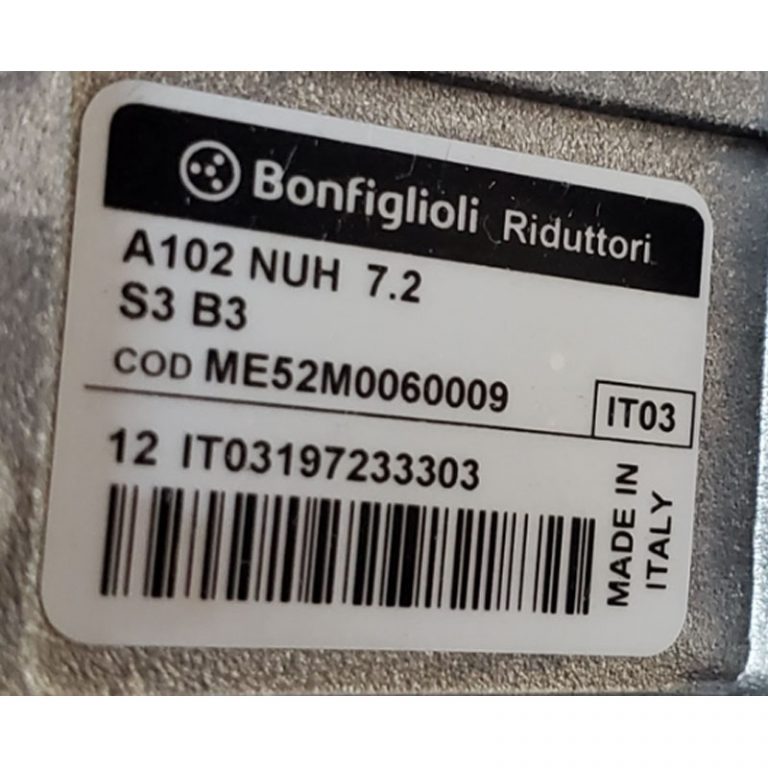 Bonfiglioli Riduttori
A102 NUH 7.2
S3 B3
COD ME52M0060009
IT03
12 IT03197233303
MADE IN
ITALY